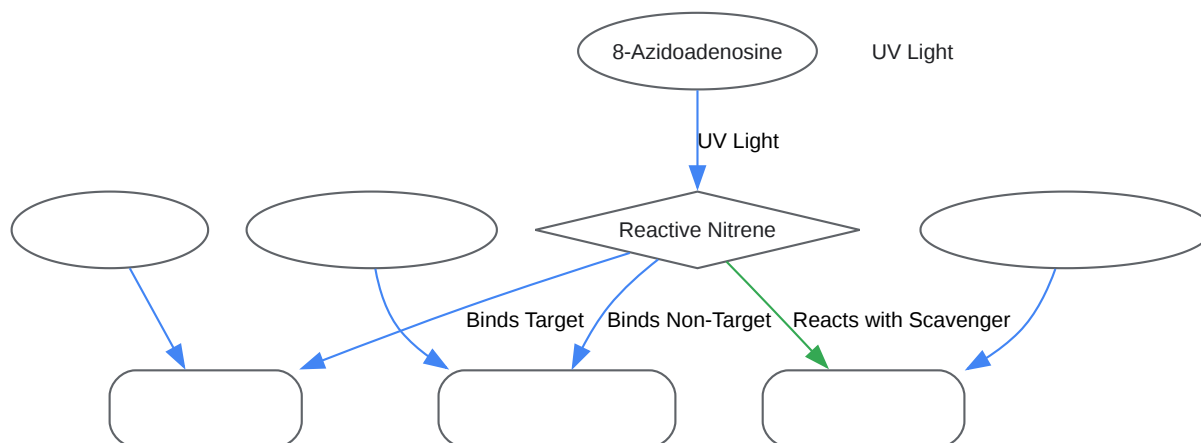 8-Azidoadenosine
UV Light
UV Light
Reactive Nitrene
Binds Target
Binds Non-Target
Reacts with Scavenger